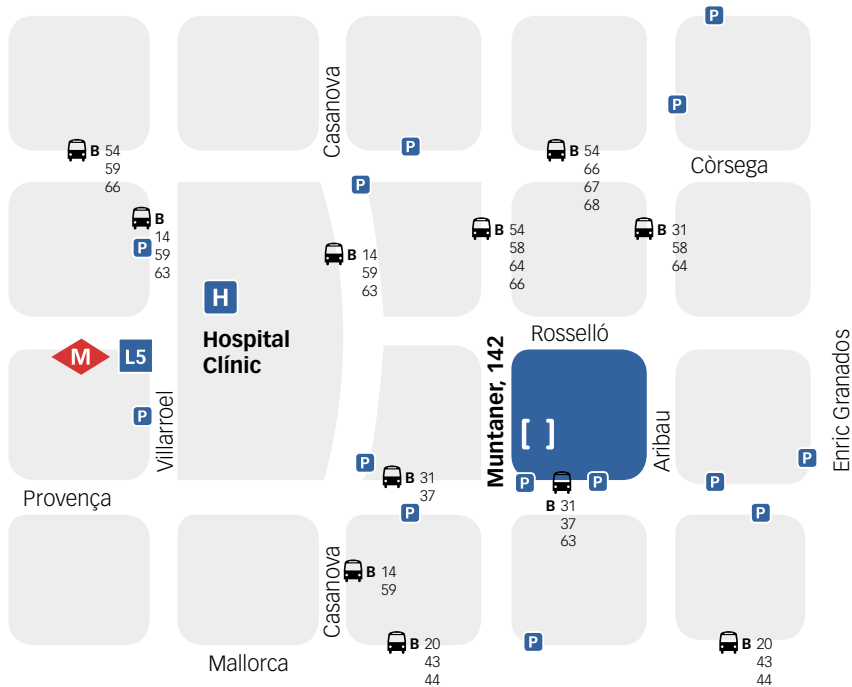 P
P
Casanova
P
B 54
59
66
B 54
66
67
68
Còrsega
P
B
14
59
63
P
B 14
59
63
B 54
58
64
66
B 31
58
64
H
Hospital
Clínic
Rosselló
M
L5
Muntaner, 142
Enric Granados
P
Villarroel
[ ]
Aribau
P
P
B 31
37
P
P
P
Provença
B 31
37
63
P
P
Casanova
B 14
59
Mallorca
B 20
43
44
P
B 20
43
44